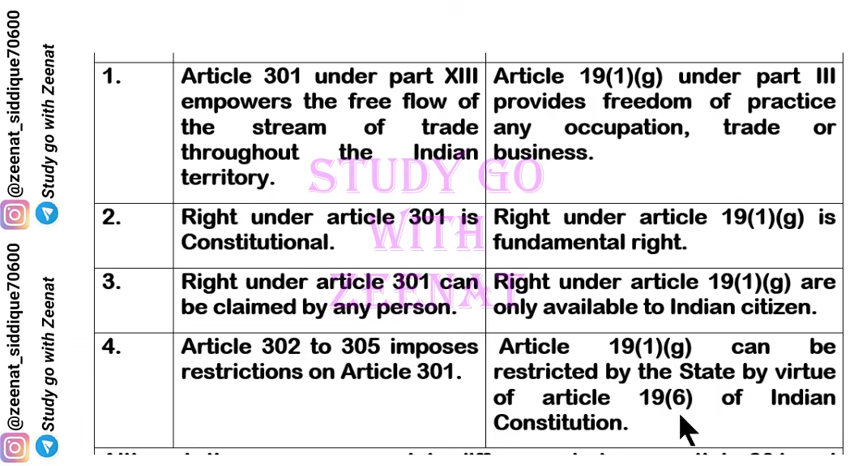 @zeenat_siddique70600
Study go with Zeenat
@zeenat_siddique70600
Study go with Zeenat
1.
Article 301 under part XIII
empowers the free flow of
the stream of trade
throughout the Indian
territory.
Article 19(1)(g) under part III
provides freedom of practice
any occupation, trade or
business.
2.
Right under article 301 is
Constitutional.
Right under article 19(1)(g) is
fundamental right.
3.
Right under article 301 can
be claimed by any person.
Right under article 19(1)(g) are
only available to Indian citizen.
4.
Article 302 to 305 imposes
restrictions on Article 301.
Article 19(1)(g) can be
restricted by the State by virtue
of article 19(6) of Indian
Constitution.
STUDY GO
WITH
ZEENAT